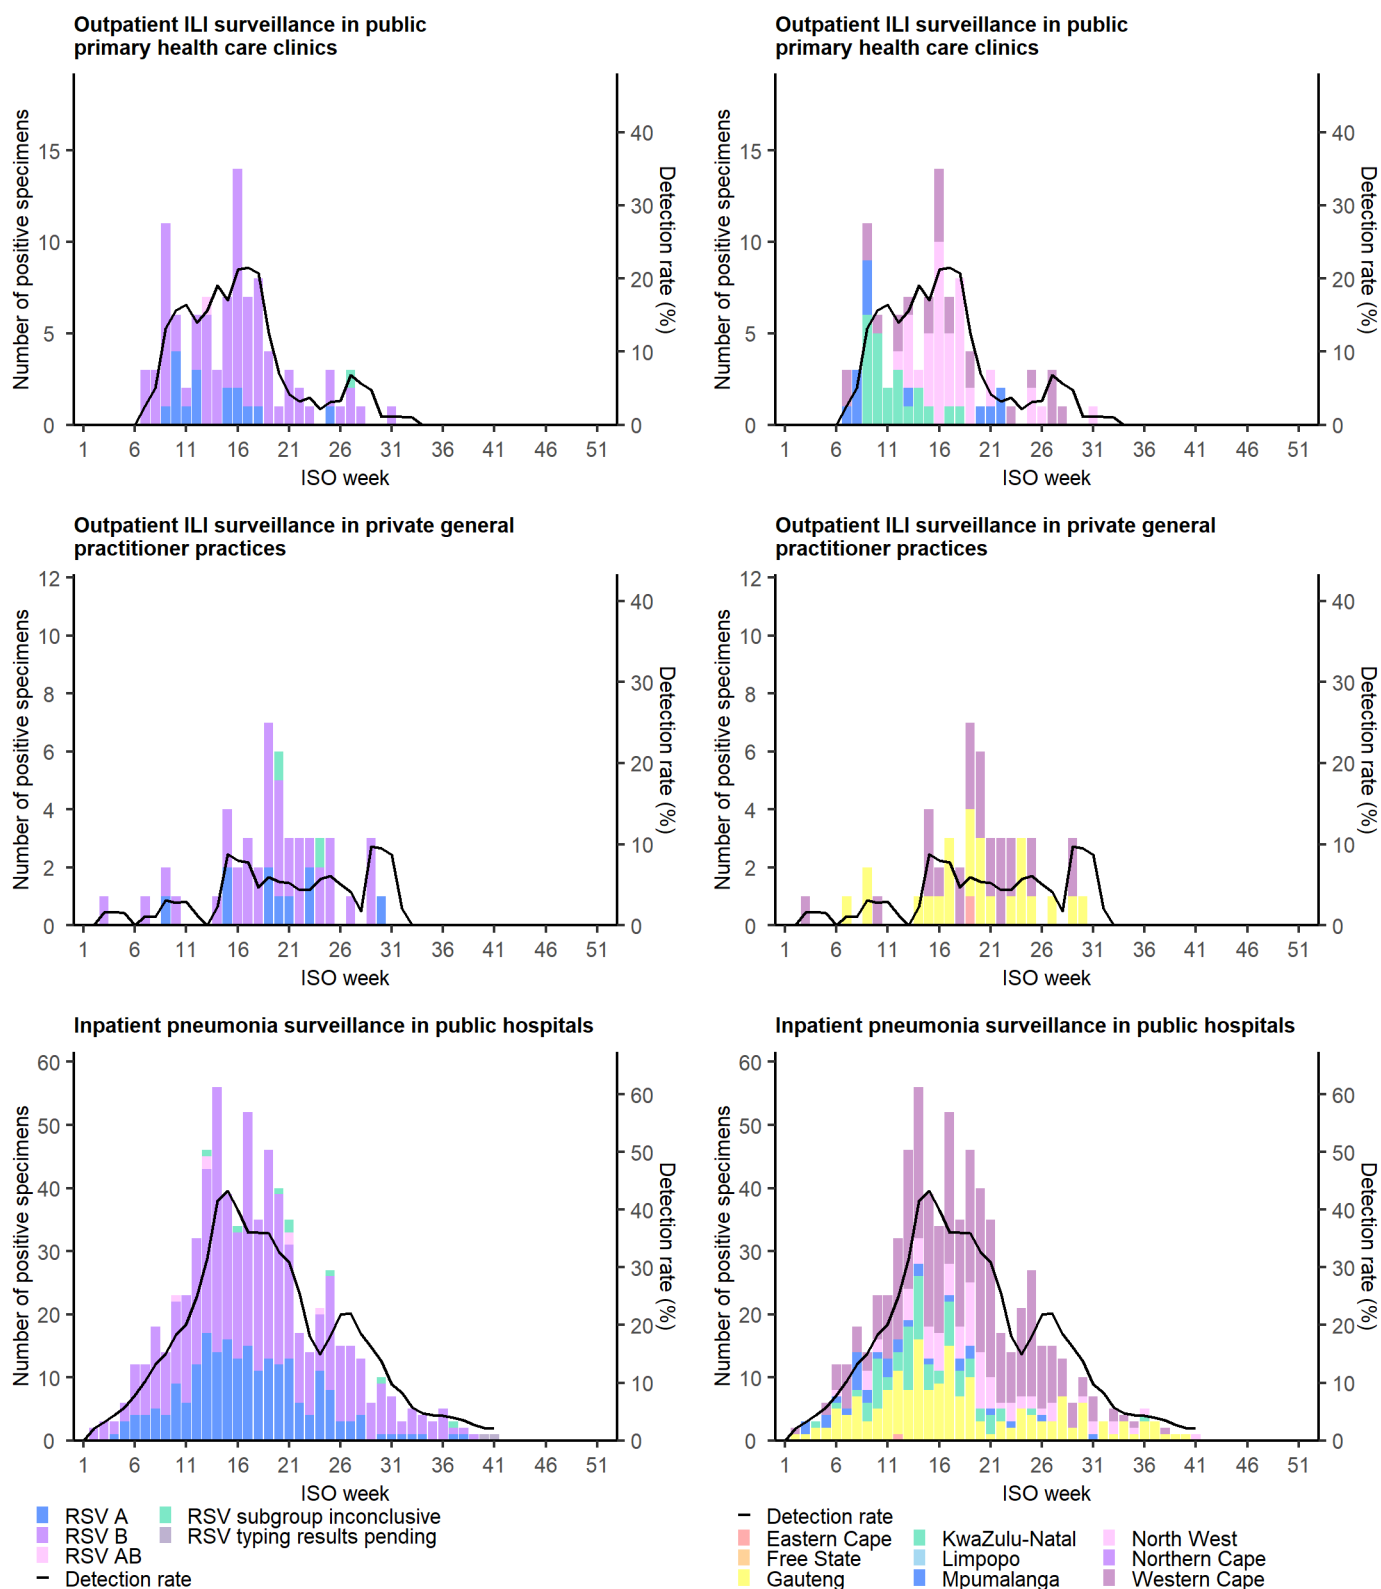 Outpatient ILI surveillance in public
primary health care clinics
Number of positive specimens
15
10
5
0
40
30
20
10
0
Detection rate (%)
1 6 11 16 21 26 31 36 41 46 51
ISO week
Outpatient ILI surveillance in public
primary health care clinics
Number of positive specimens
15
10
5
0
40
30
20
10
0
Detection rate (%)
1 6 11 16 21 26 31 36 41 46 51
ISO week
Outpatient ILI surveillance in private general
practitioner practices
Number of positive specimens
12
10
8
6
4
2
0
40
30
20
10
0
Detection rate (%)
1 6 11 16 21 26 31 36 41 46 51
ISO week
Outpatient ILI surveillance in private general
practitioner practices
Number of positive specimens
12
10
8
6
4
2
0
40
30
20
10
0
Detection rate (%)
1 6 11 16 21 26 31 36 41 46 51
ISO week
Inpatient pneumonia surveillance in public hospitals
Number of positive specimens
60
50
40
30
20
10
0
60
50
40
30
20
10
0
Detection rate (%)
1 6 11 16 21 26 31 36 41 46 51
ISO week
RSV A
RSV B
RSV AB
Detection rate
RSV subgroup inconclusive
RSV typing results pending
Inpatient pneumonia surveillance in public hospitals
Number of positive specimens
60
50
40
30
20
10
0
60
50
40
30
20
10
0
Detection rate (%)
1 6 11 16 21 26 31 36 41 46 51
ISO week
Detection rate
Eastern Cape
Free State
Gauteng
KwaZulu-Natal
Limpopo
Mpumalanga
North West
Northern Cape
Western Cape